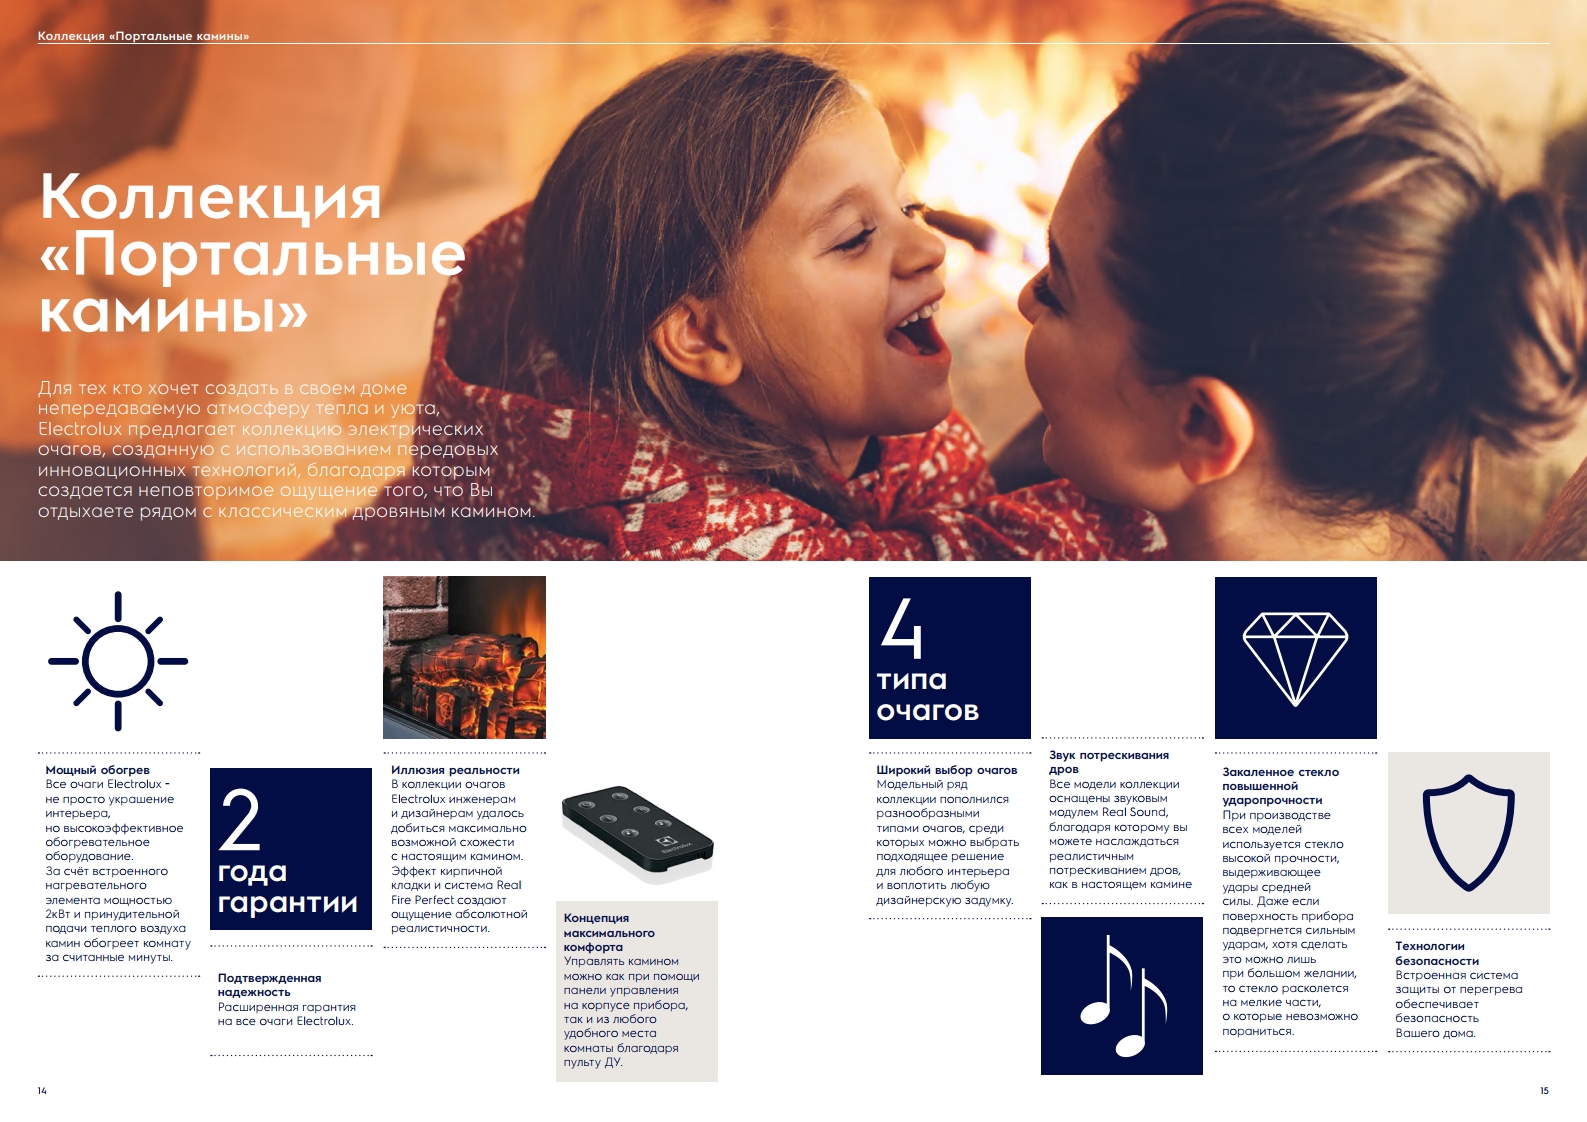 Коллекция «Портальные камины»
Коллекция
«Портальные
камины»
Для тех кто хочет создать в своем доме
непередаваемую атмосферу тепла и уюта,
Electrolux предлагает коллекцию электрических
очагов, созданную с использованием передовых
инновационных технологий, благодаря которым
создается неповторимое ощущение того, что Вы
отдыхаете рядом с классическим дровяным камином.
Мощный обогрев
Все очаги Electrolux -
не просто украшение
интерьера,
но высокоэффективное
обогревательное
оборудование.
За счёт встроенного
нагревательного
элемента мощностью
2кВт и принудительной
подачи теплого воздуха
камин обогреет комнату
за считанные минуты.
2
года
гарантии
Подтвержденная
надежность
Расширенная гарантия
на все очаги Electrolux.
Иллюзия реальности
В коллекции очагов
Electrolux инженерам
и дизайнерам удалось
добиться максимально
возможной схожести
с настоящим камином.
Эффект кирпичной
кладки и система Real
Fire Perfect создают
ощущение абсолютной
реалистичности.
Electrolux
Концепция
максимального
комфорта
Управлять камином
можно как при помощи
панели управления
на корпусе прибора,
так и из любого
удобного места
комнаты благодаря
пульту ДУ.
4
типа
очагов
Широкий выбор очагов
Модельный ряд
коллекции пополнился
разнообразными
типами очагов, среди
которых можно выбрать
подходящее решение
для любого интерьера
и воплотить любую
дизайнерскую задумку.
Звук потрескивания
дров
Все модели коллекции
оснащены звуковым
модулем Real Sound,
благодаря которому вы
можете наслаждаться
реалистичным
потрескиванием дров,
как в настоящем камине
Закаленное стекло
повышенной
ударопрочности
При производстве
всех моделей
используется стекло
высокой прочности,
выдерживающее
удары средней
силы. Даже если
поверхность прибора
подвергнется сильным
ударам, хотя сделать
это можно лишь
при большом желании,
то стекло расколется
на мелкие части,
о которые невозможно
пораниться.
Технологии
безопасности
Встроенная система
защиты от перегрева
обеспечивает
безопасность
Вашего дома.
14
15